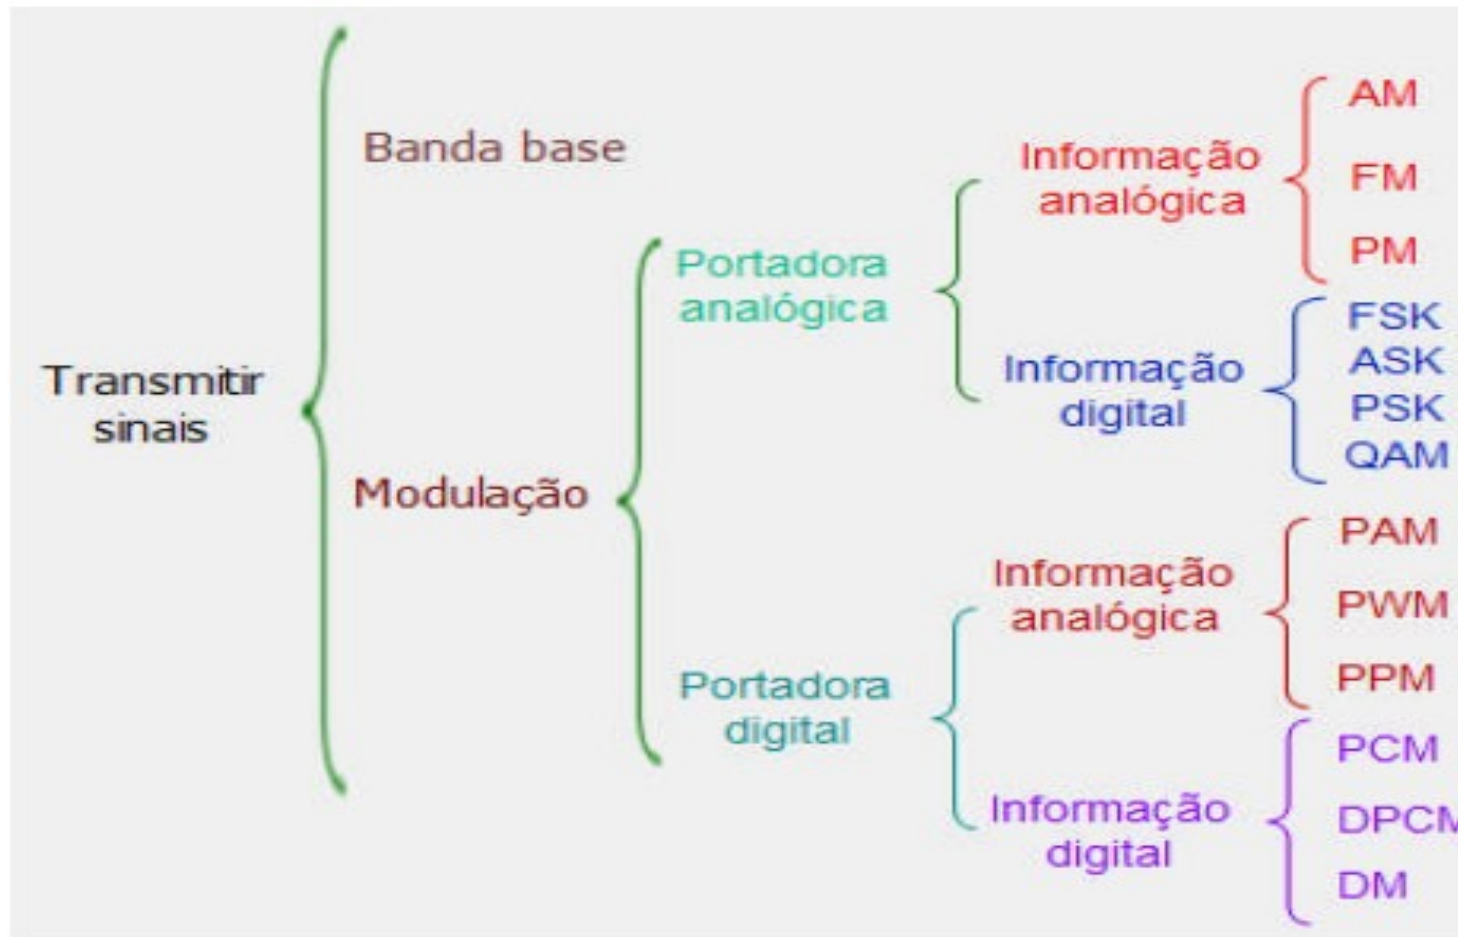 Transmitir
sinais
Banda base
Modulação
Portadora
analógica
Informação
analógica
AM
FM
PM
Informação
digital
FSK
ASK
PSK
QAM
Portadora
digital
Informação
analógica
PAM
PWM
PPM
Informação
digital
PCM
DPCM
DM